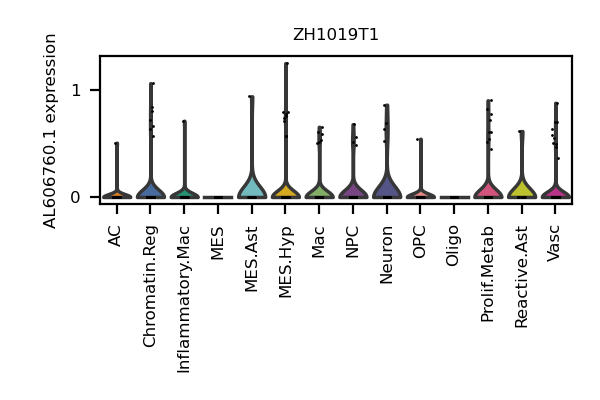 ZH1019T1
AL606760.1 expression
1
0
AC
Chromatin.Reg
Inflammatory.Mac
MES
MES.Ast
MES.Hyp
Mac
NPC
Neuron
OPC
Oligo
Prolif.Metab
Reactive.Ast
Vasc